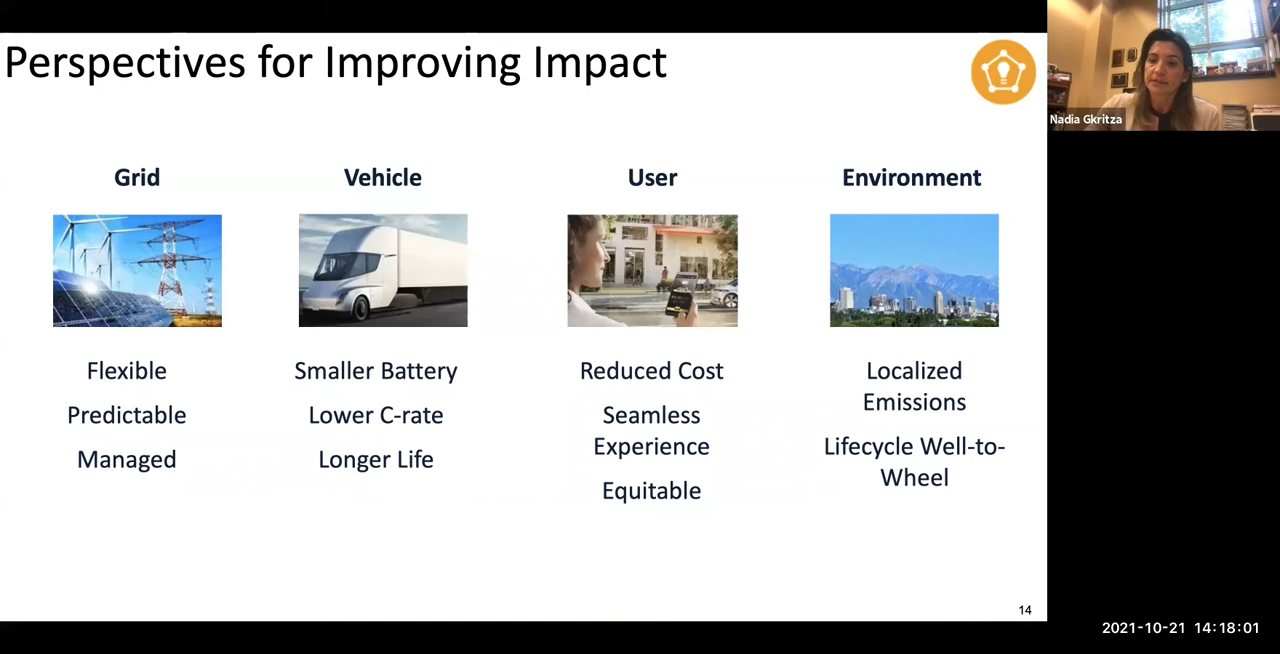 Perspectives for Improving Impact
Nadia Gkritza
Grid
Vehicle
User
Environment
Flexible
Predictable
Managed
Smaller Battery
Lower C-rate
Longer Life
Reduced Cost
Seamless
Experience
Equitable
Localized
Emissions
Lifecycle Well-to-
Wheel
14
2021-10-21 14:18:01